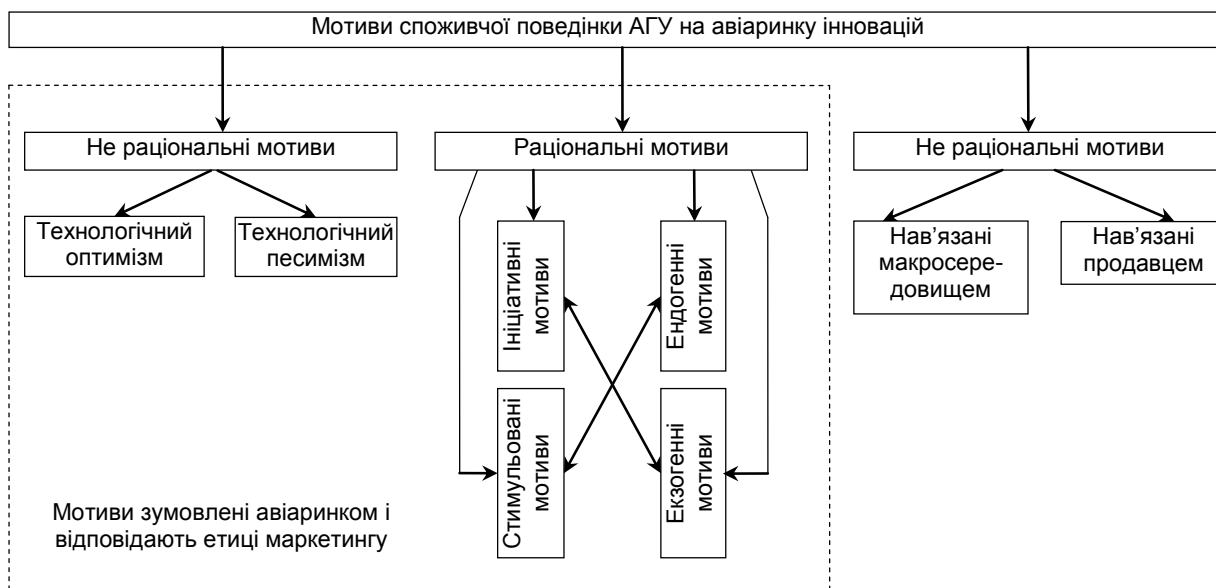 Мотиви споживчої поведінки АГУ на авіаринку інновацій
Не раціональні мотиви
Раціональні мотиви
Не раціональні мотиви
Технологічний
оптимізм
Технологічний
песимізм
Ініціативні
мотиви
Ендогенні
мотиви
Нав’язані
макросере-
довищем
Нав’язані
продавцем
Стимульовані
мотиви
Екзогенні
мотиви
Мотиви зумовлені авіаринком і
відповідають етиці маркетингу